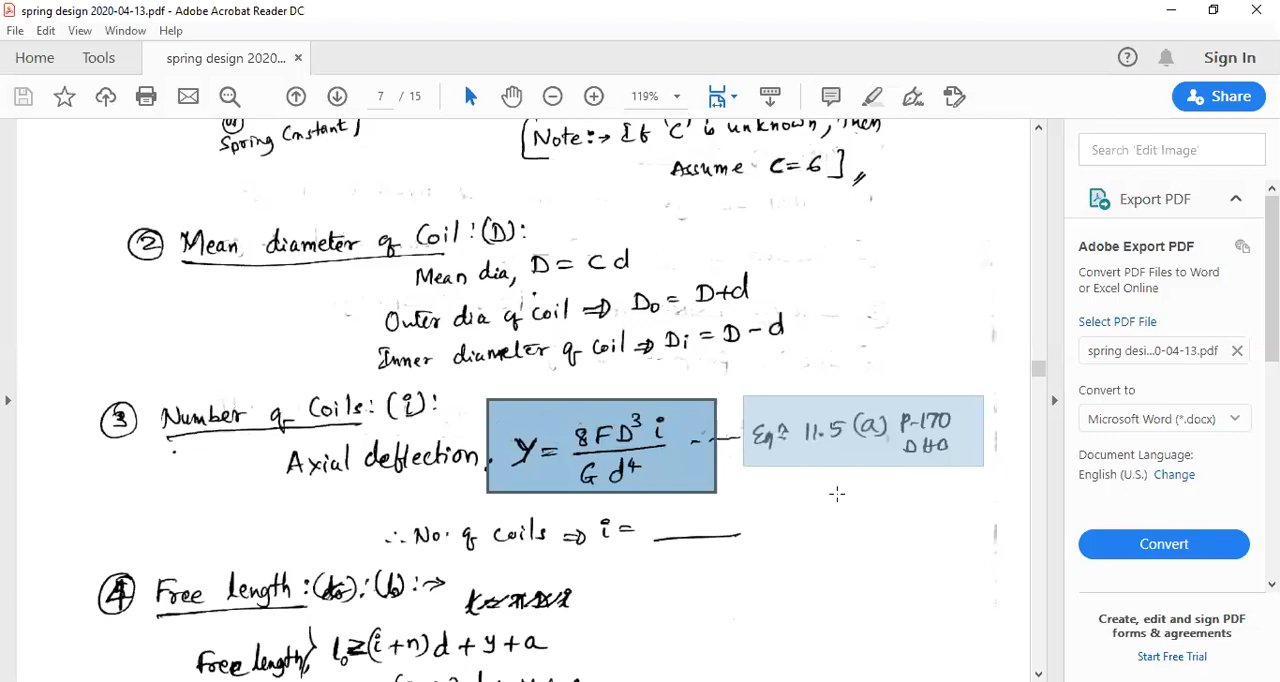 spring design 2020-04-13.pdf - Adobe Acrobat Reader DC
File Edit View Window Help
Home Tools spring design 2020... ×
Sign In
7 / 15
119%
Share
(or)
Spring Constant)
[Note:→ If 'C' is unknown, then
Assume C=6],,
② Mean diameter of Coil:(D):
Mean dia, D = Cd
Outer dia of coil ⇒ Do = D+d
Inner diameter of coil ⇒ Di = D-d
③ Number of Coils:(i):
Axial deflection, y = 8FD³i / Gd⁴ --- Eqn 11.5(a) P-170
DHB
∴ No. of coils ⇒ i = ______
④ Free length : (lo) :→
Free length} lo ≥ (i+n)d + y + a
Search 'Edit Image'
Export PDF
Adobe Export PDF
Convert PDF Files to Word
or Excel Online
Select PDF File
spring desi...0-04-13.pdf ×
Convert to
Microsoft Word (*.docx)
Document Language:
English (U.S.) Change
Convert
Create, edit and sign PDF
forms & agreements
Start Free Trial